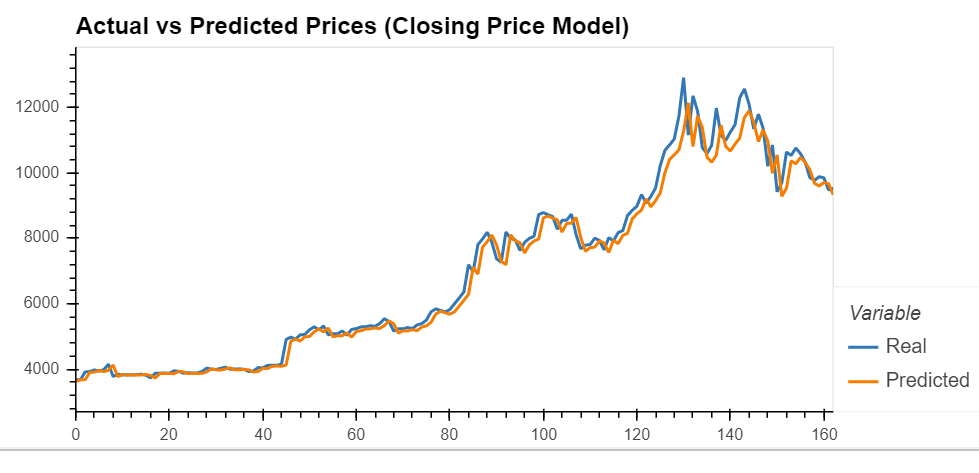 Actual vs Predicted Prices (Closing Price Model)
12000
10000
8000
6000
4000
0 20 40 60 80 100 120 140 160
Variable
Real
Predicted